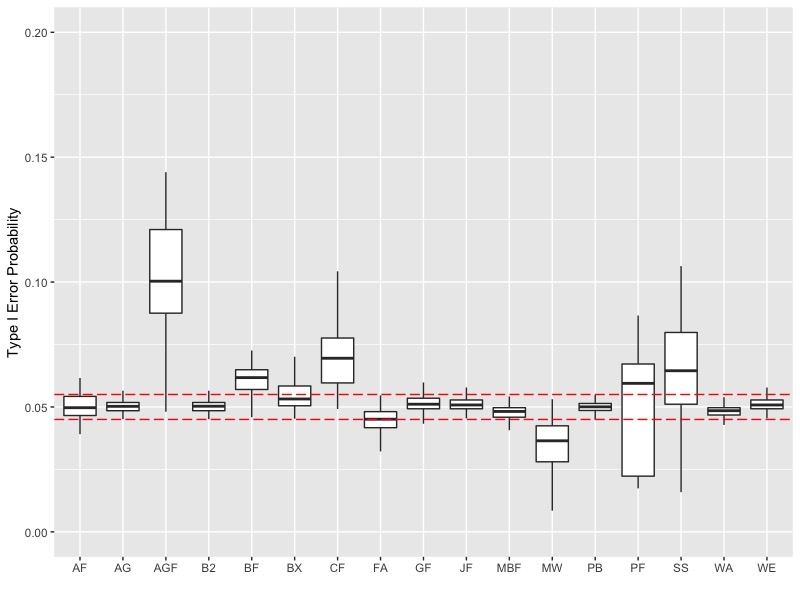 Type I Error Probability
0.20
0.15
0.10
0.05
0.00
AF AG AGF B2 BF BX CF FA GF JF MBF MW PB PF SS WA WE